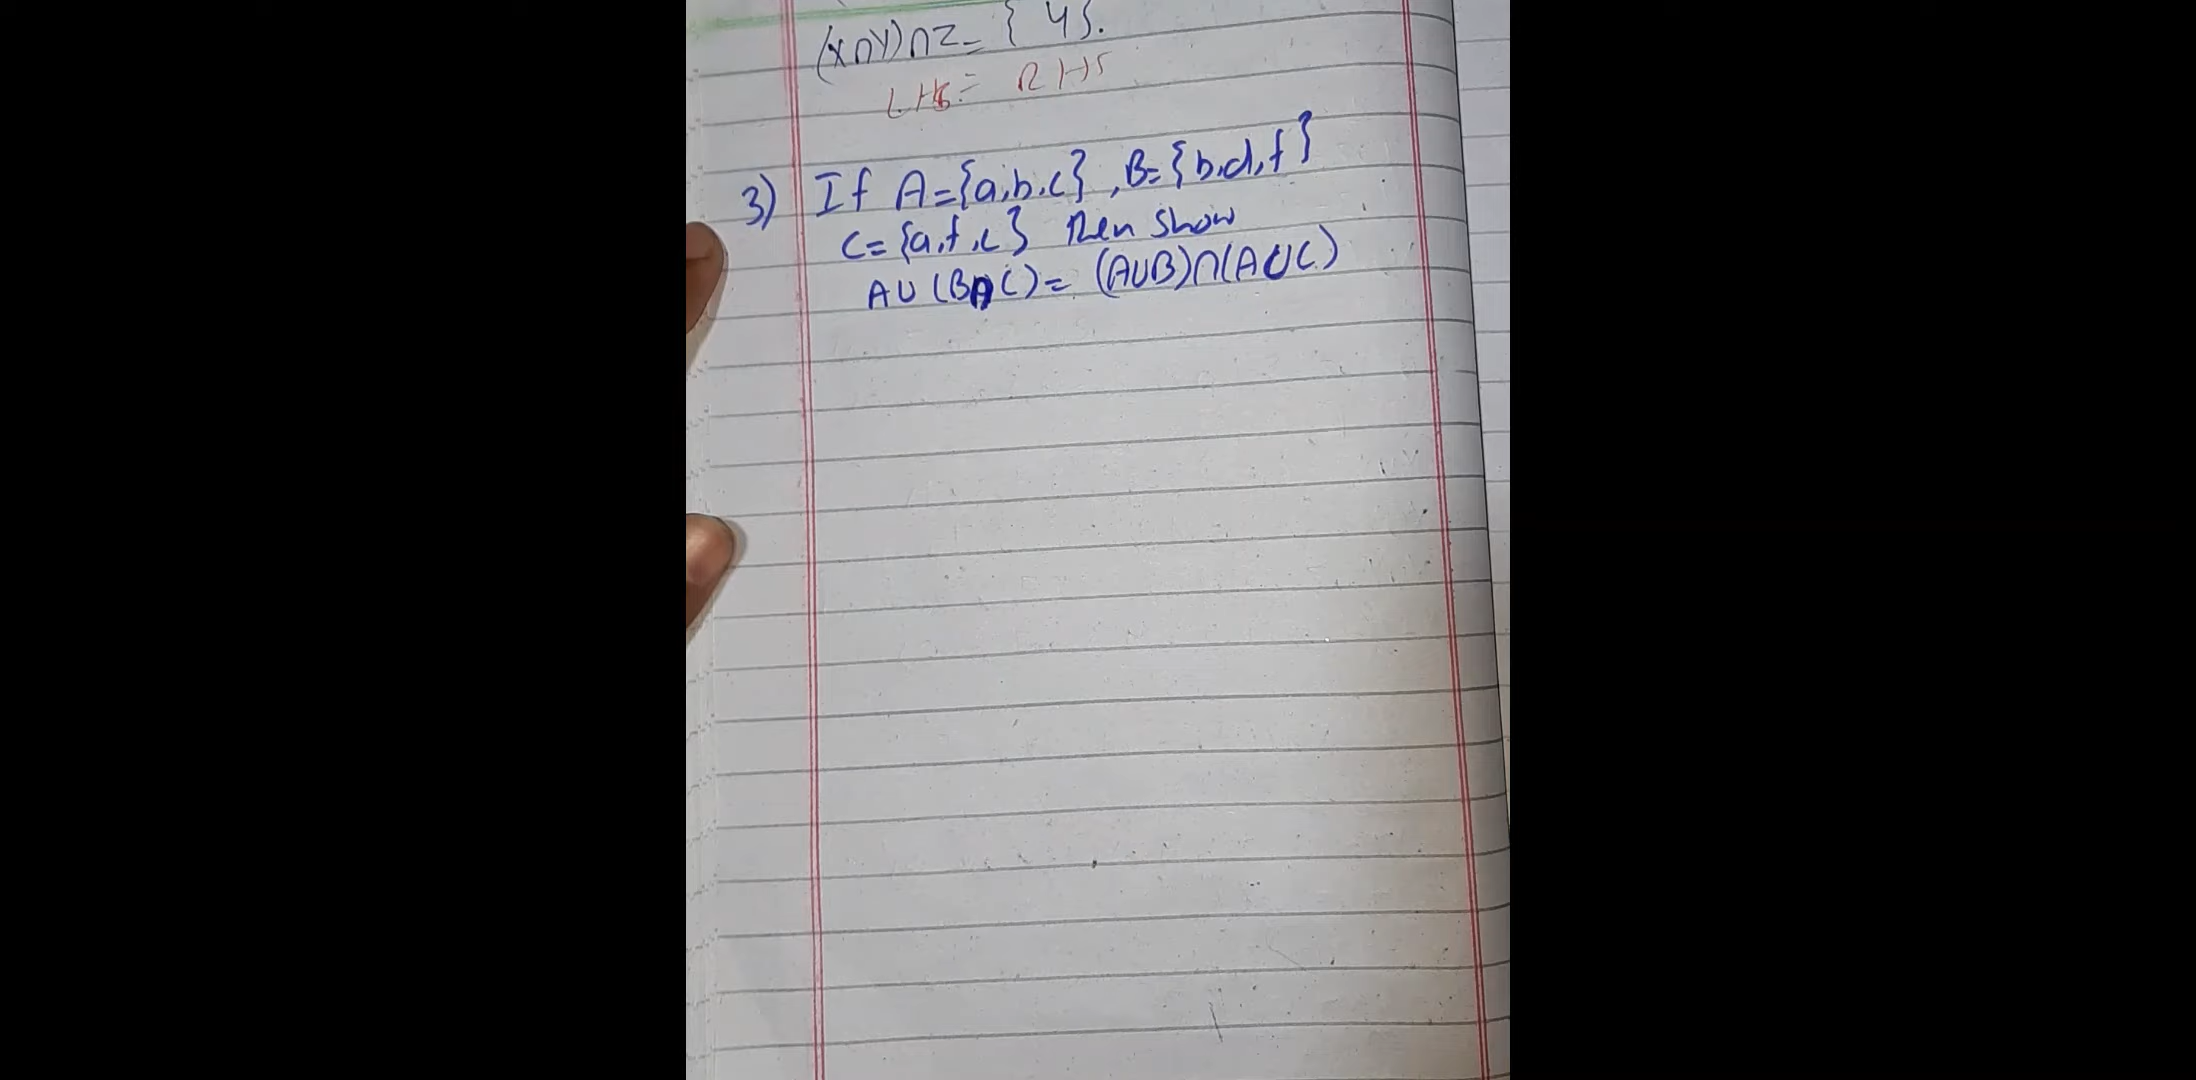 (X∩Y)∩Z = { 4}.
LHS = RHS
3) If A={a,b,c}, B={b,d,f}
C={a,f,c} then show
A∪(B∩C)= (A∪B)∩(A∪C)